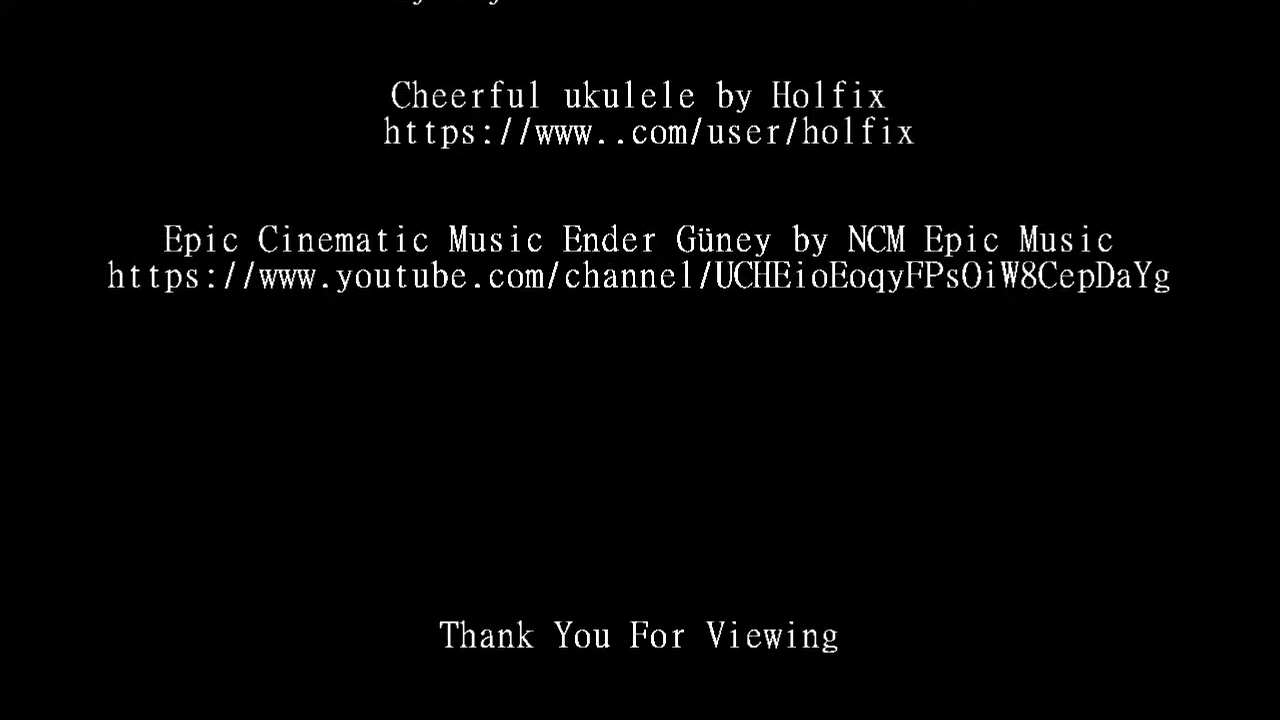 Cheerful ukulele by Holfix
https://www..com/user/holfix
Epic Cinematic Music Ender Güney by NCM Epic Music
https://www.youtube.com/channel/UCHEioEoqyFPsOiW8CepDaYg
Thank You For Viewing